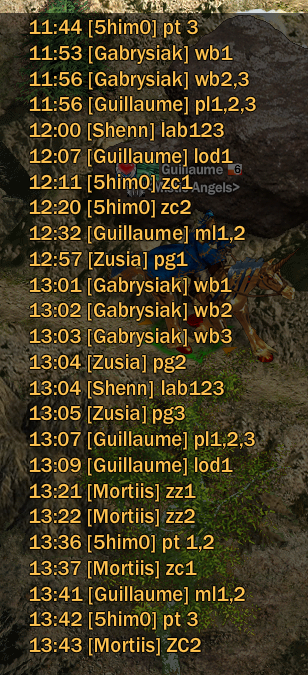 11:44 [5him0] pt 3
11:53 [Gabrysiak] wb1
11:56 [Gabrysiak] wb2,3
11:56 [Guillaume] pl1,2,3
12:00 [Shenn] lab123
12:07 [Guillaume] lod1
Guillaume
12:11 [5him0] zc1
Angels>
12:20 [5him0] zc2
12:32 [Guillaume] ml1,2
12:57 [Zusia] pg1
13:01 [Gabrysiak] wb1
13:02 [Gabrysiak] wb2
13:03 [Gabrysiak] wb3
13:04 [Zusia] pg2
13:04 [Shenn] lab123
13:05 [Zusia] pg3
13:07 [Guillaume] pl1,2,3
13:09 [Guillaume] lod1
13:21 [Mortiis] zz1
13:22 [Mortiis] zz2
13:36 [5him0] pt 1,2
13:37 [Mortiis] zc1
13:41 [Guillaume] ml1,2
13:42 [5him0] pt 3
13:43 [Mortiis] ZC2